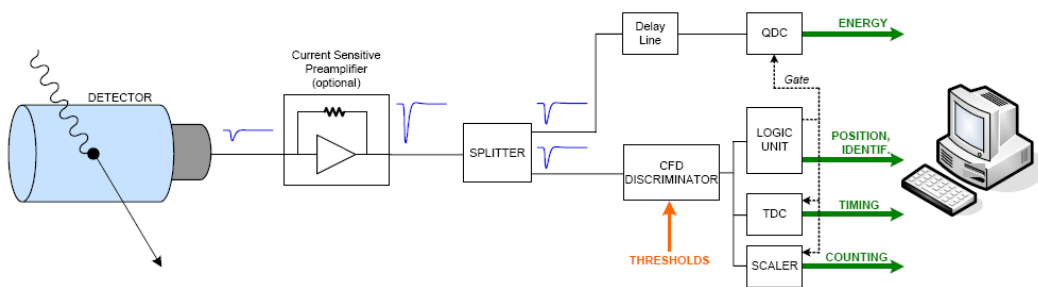 DETECTOR
Current Sensitive
Preamplifier
(optional)
SPLITTER
Delay
Line
QDC
ENERGY
Gate
CFD
DISCRIMINATOR
THRESHOLDS
LOGIC
UNIT
POSITION,
IDENTIF.
TDC
TIMING
SCALER
COUNTING